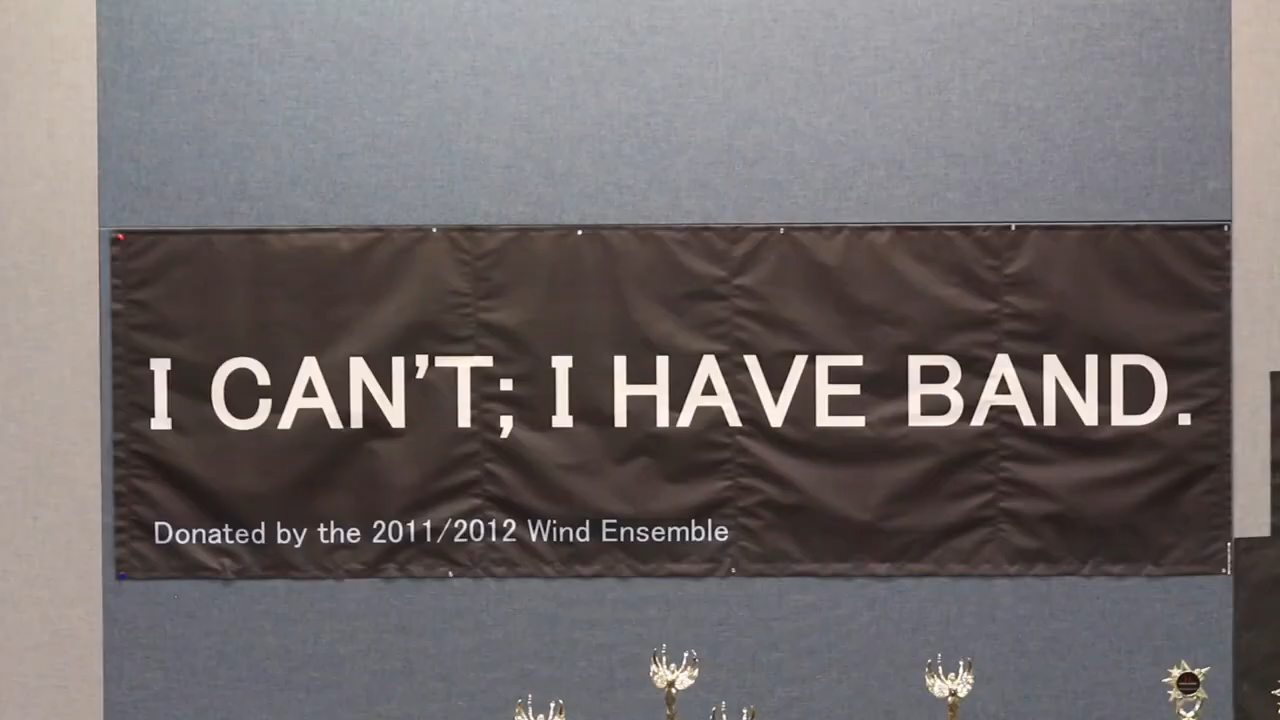 I CAN'T; I HAVE BAND.
Donated by the 2011/2012 Wind Ensemble